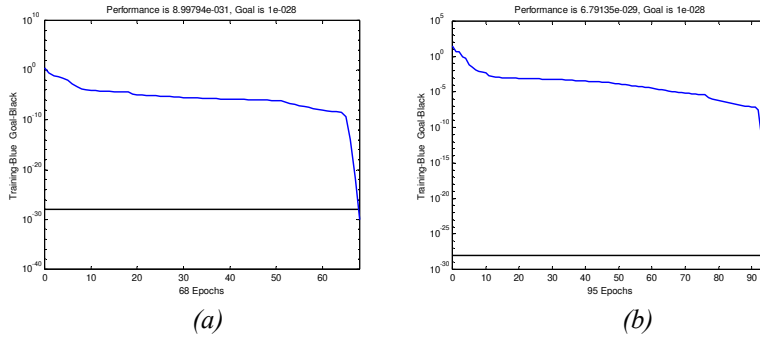 Performance is 8.99794e-031, Goal is 1e-028
10^10
10^0
10^-10
10^-20
10^-30
10^-40
Training-Blue Goal-Black
0 10 20 30 40 50 60
68 Epochs
(a)
Performance is 6.79135e-029, Goal is 1e-028
10^5
10^0
10^-5
10^-10
10^-15
10^-20
10^-25
10^-30
Training-Blue Goal-Black
0 10 20 30 40 50 60 70 80 90
95 Epochs
(b)